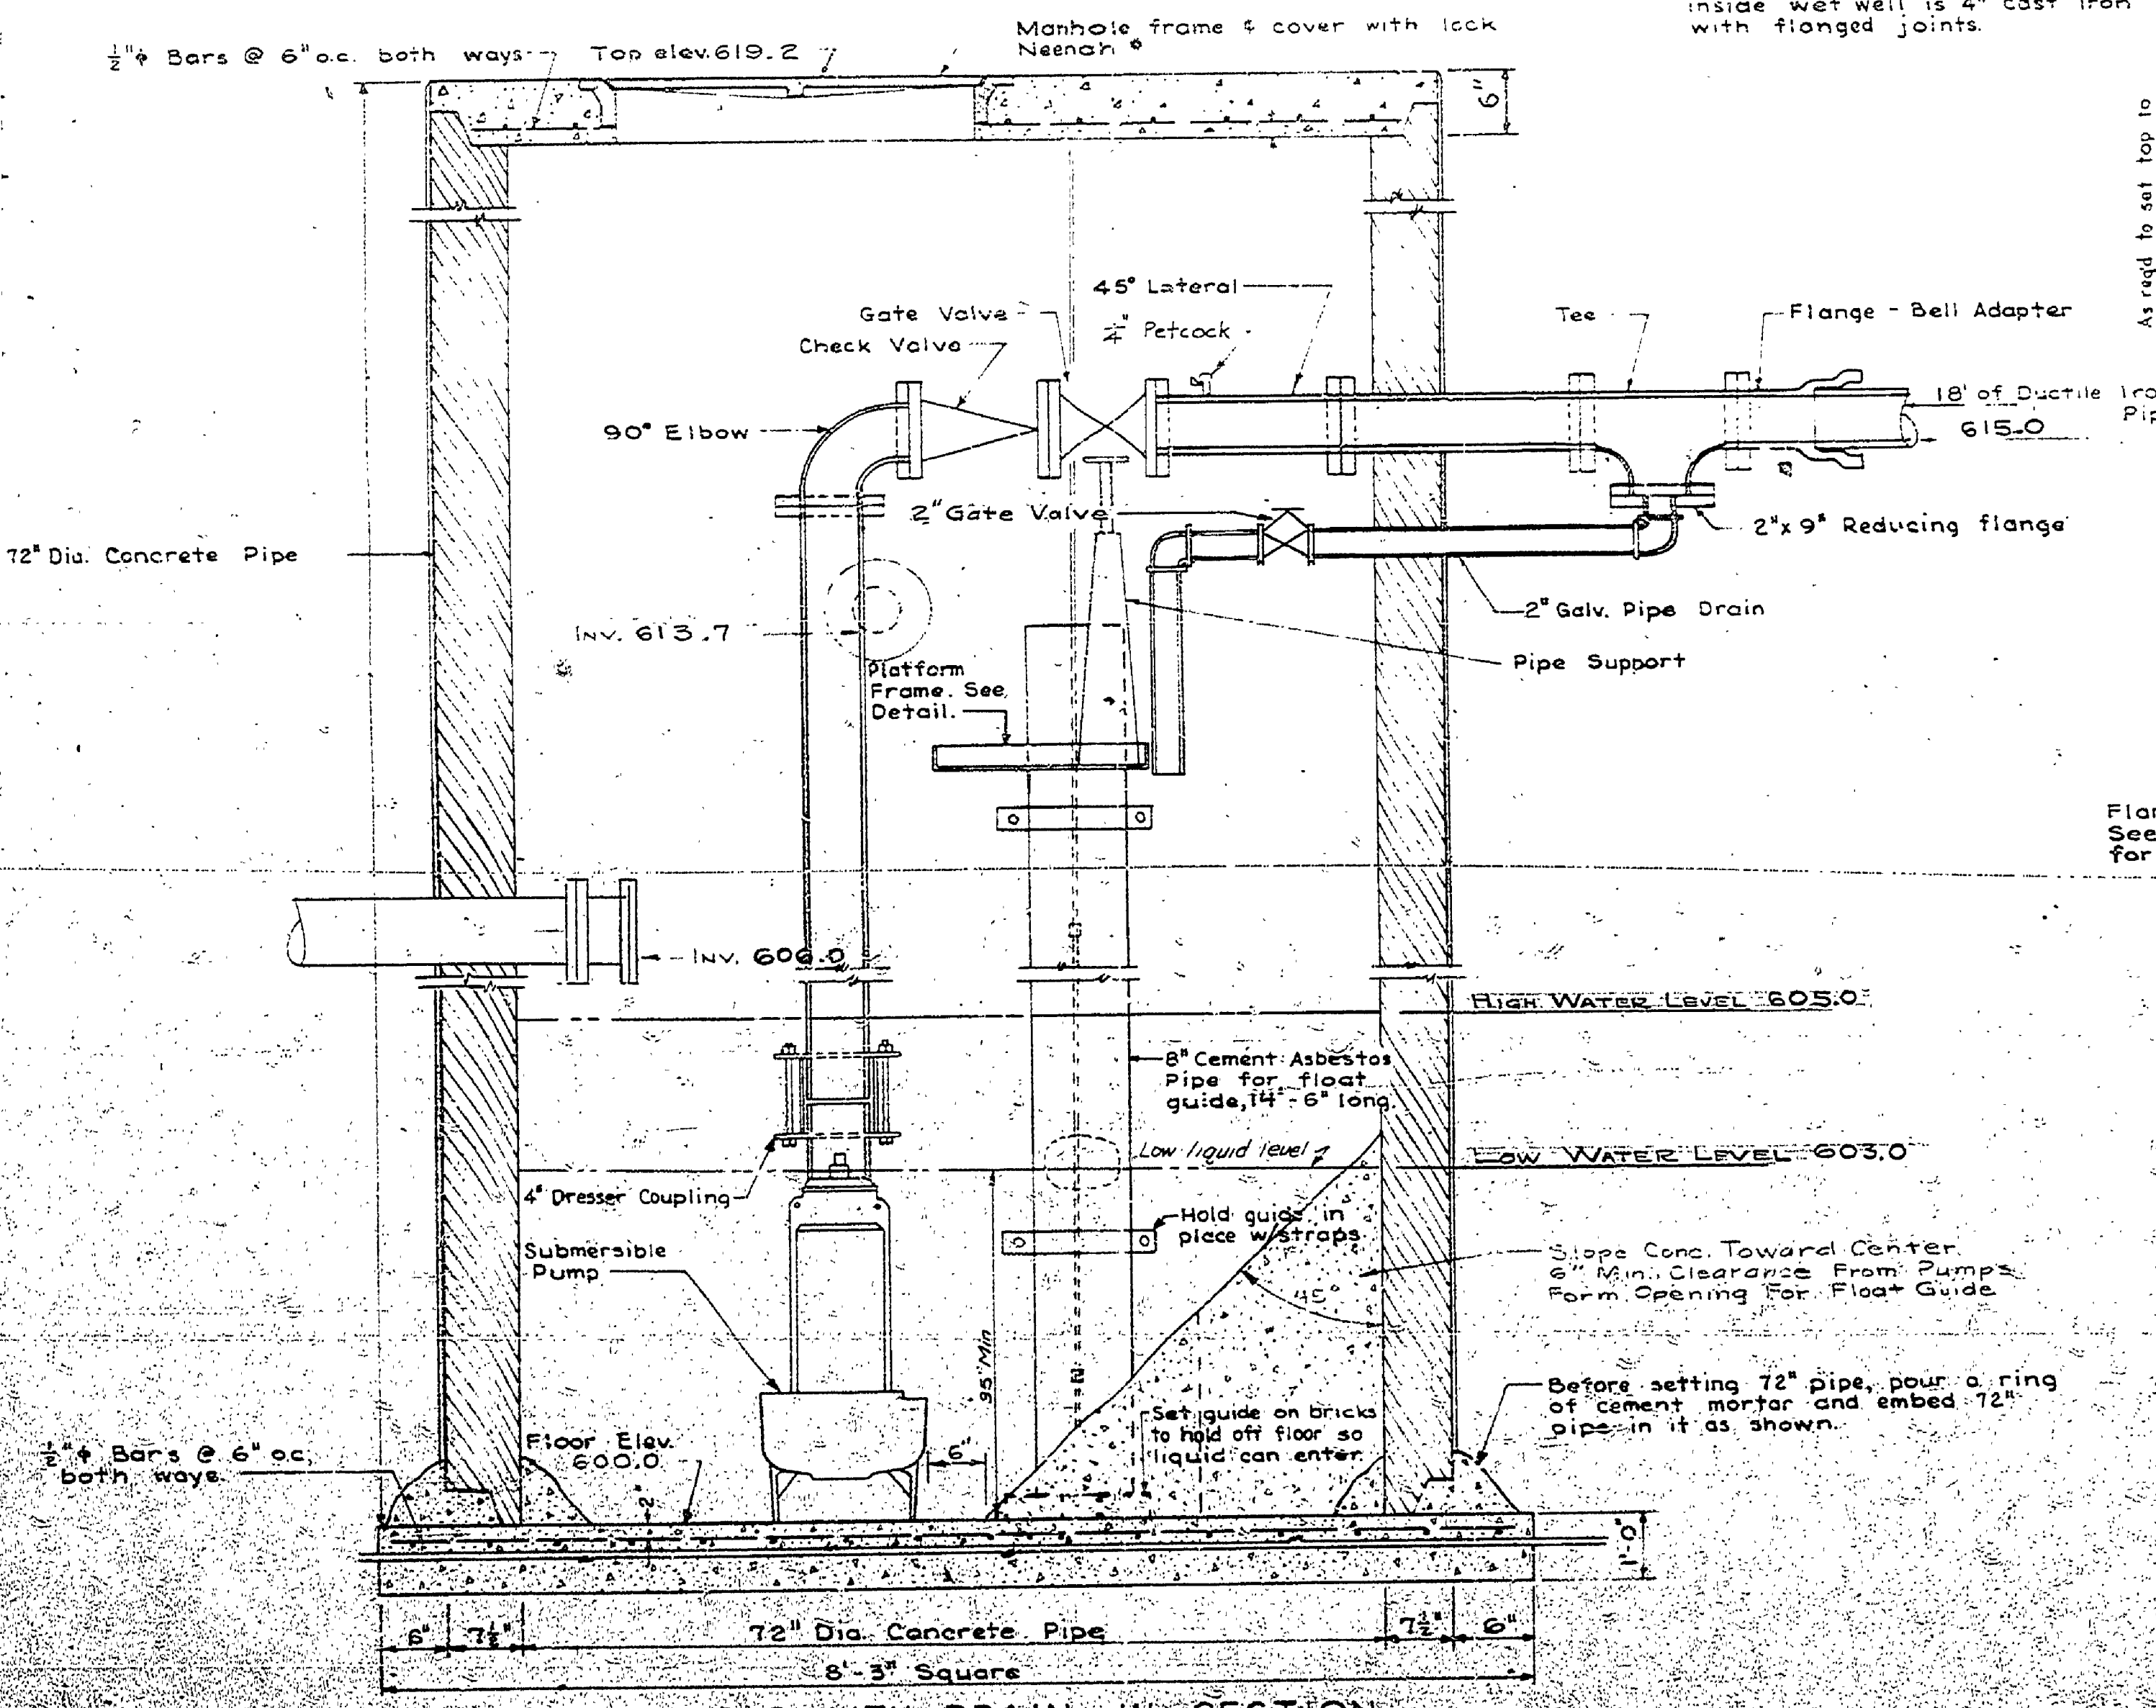 inside wet well is 4" cast iron
with flanged joints.
Manhole frame & cover with lock
Neenah
½"ϕ Bars @ 6" o.c. both ways
Top elev. 619.2
6"
As req'd to set top to
45° Lateral
Gate Valve
Check Valve
Petcock
Tee
Flange - Bell Adapter
90° Elbow
18' of Ductile
615.0
2" Gate Valve
2" x 9" Reducing flange
72" Dia. Concrete Pipe
2" Galv. Pipe Drain
INV. 613.7
Pipe Support
Platform
Frame. See
Detail.
See
for
INV. 606.0
HIGH WATER LEVEL 605.0
8" Cement Asbestos
Pipe for float
guide, 14'-6" long.
Low liquid level
LOW WATER LEVEL 603.0
4" Dresser Coupling
Hold guide in
place w/straps
Submersible
Pump
Slope Conc. Toward Center
6" Min. Clearance From Pumps
Form Opening For Float Guide
45°
Min
Before setting 72" pipe, pour a ring
of cement mortar and embed 72"
pipe in it as shown.
Set guide on bricks
to hold off floor so
liquid can enter
Floor Elev.
600.0
6"
½"ϕ Bars @ 6" o.c.
both ways
2"
1'-0"
6"
7½"
72" Dia. Concrete Pipe
7½"
6"
8'-3" Square